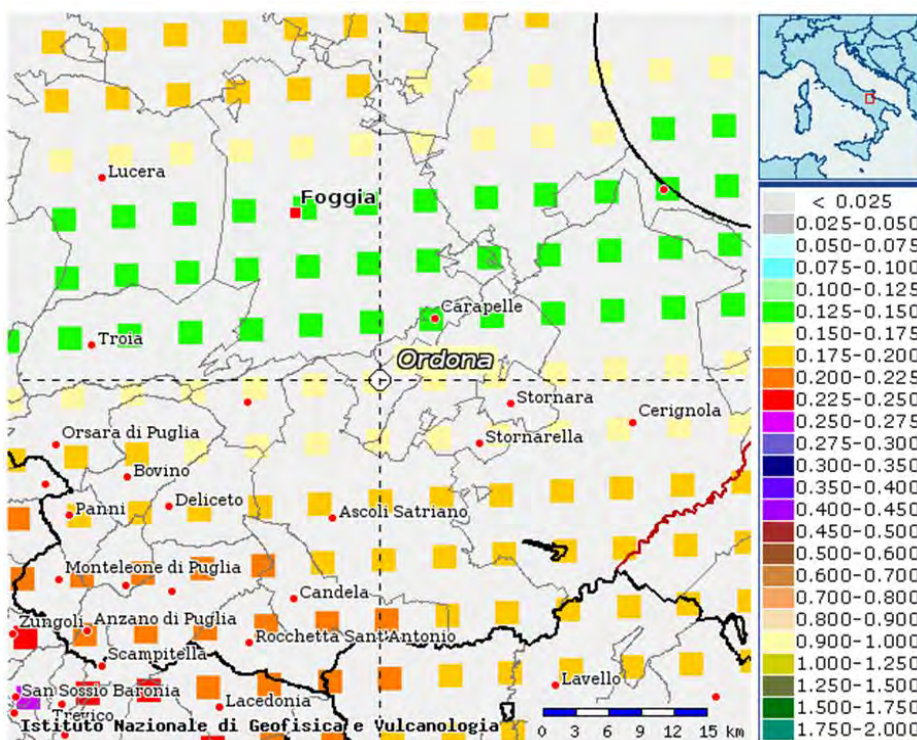 Lucera
Foggia
Carapelle
Troia
Ordona
Stornara
Cerignola
Orsara di Puglia
Stornarella
Bovino
Panni
Deliceto
Ascoli Satriano
Monteleone di Puglia
Candela
Zungoli
Anzano di Puglia
Rocchetta Sant'Antonio
Scampitella
Lavello
San Sossio Baronia
Trevico
Lacedonia
Istituto Nazionale di Geofisica e Vulcanologia
0 3 6 9 12 15 km
< 0.025
0.025-0.050
0.050-0.075
0.075-0.100
0.100-0.125
0.125-0.150
0.150-0.175
0.175-0.200
0.200-0.225
0.225-0.250
0.250-0.275
0.275-0.300
0.300-0.350
0.350-0.400
0.400-0.450
0.450-0.500
0.500-0.600
0.600-0.700
0.700-0.800
0.800-0.900
0.900-1.000
1.000-1.250
1.250-1.500
1.500-1.750
1.750-2.000